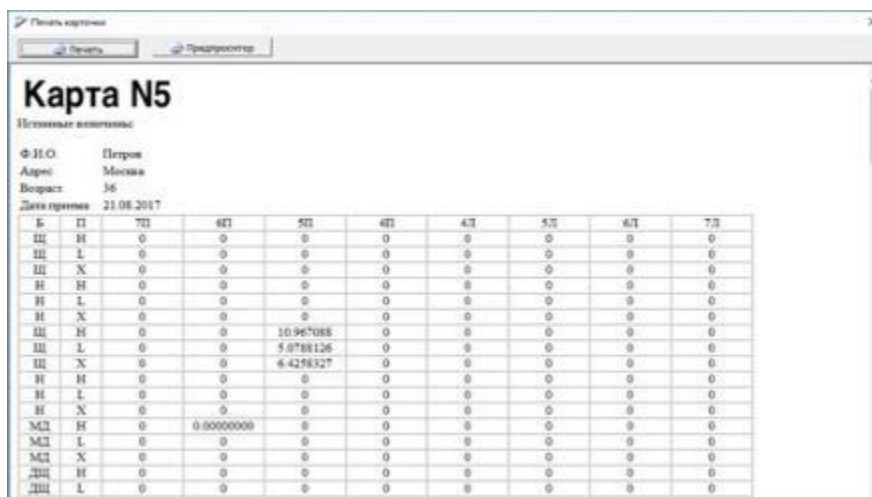 Печать карточки
Печать Предпросмотр
Карта N5
Истинные величины:
Ф.И.О. Петров
Адрес Москва
Возраст 36
Дата приема 21.08.2017
Б П 7П 6П 5П 4П 4Л 5Л 6Л 7Л
Щ H 0 0 0 0 0 0 0 0
Щ L 0 0 0 0 0 0 0 0
Щ X 0 0 0 0 0 0 0 0
Н H 0 0 0 0 0 0 0 0
Н L 0 0 0 0 0 0 0 0
Н X 0 0 0 0 0 0 0 0
Щ H 0 0 10.967088 0 0 0 0 0
Щ L 0 0 5.0788126 0 0 0 0 0
Щ X 0 0 6.4258327 0 0 0 0 0
Н H 0 0 0 0 0 0 0 0
Н L 0 0 0 0 0 0 0 0
Н X 0 0 0 0 0 0 0 0
МД H 0 0.00000000 0 0 0 0 0 0
МД L 0 0 0 0 0 0 0 0
МД X 0 0 0 0 0 0 0 0
ДЩ H 0 0 0 0 0 0 0 0
ДЩ L 0 0 0 0 0 0 0 0